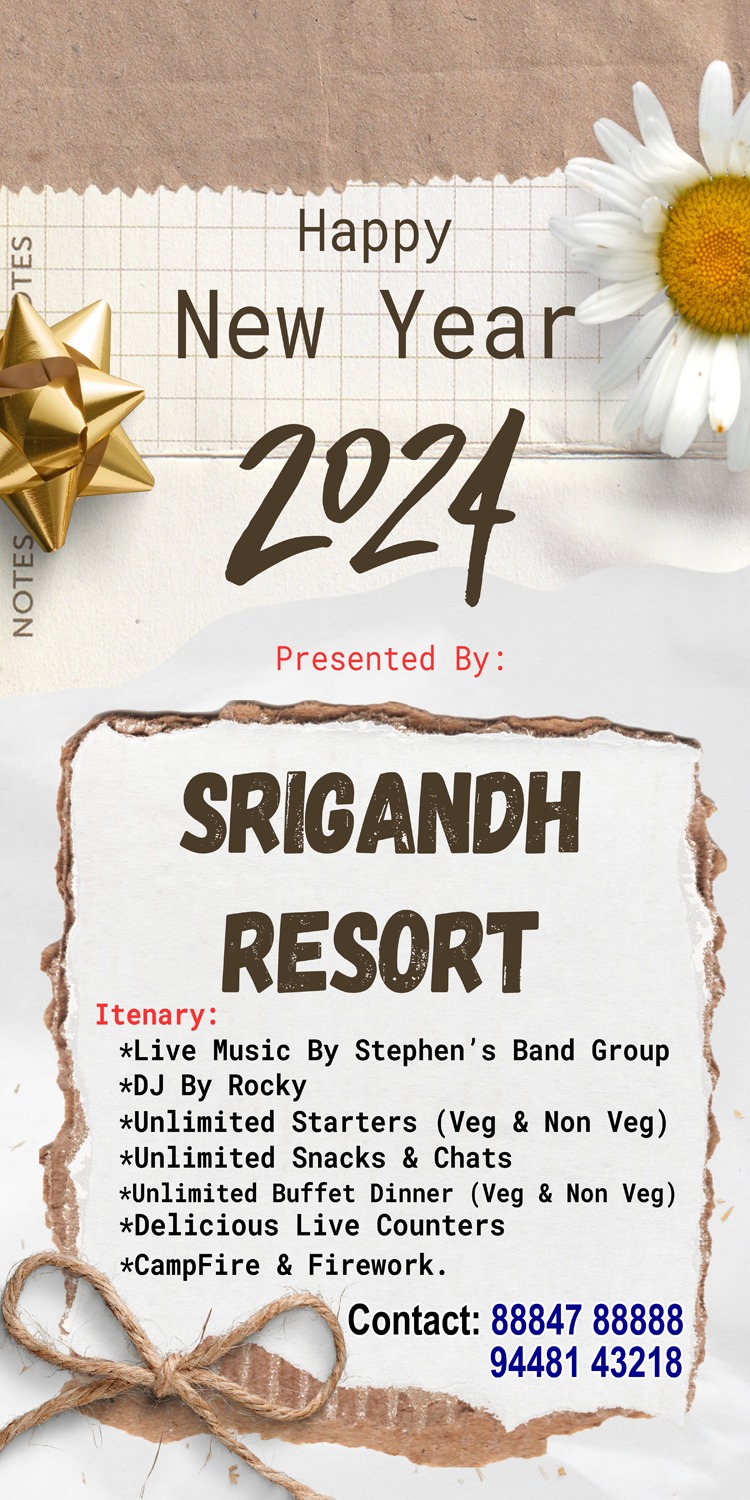 OTES
NOTES
Happy
New Year
2024
Presented By:
SRIGANDH
RESORT
Itenary:
*Live Music By Stephen's Band Group
*DJ By Rocky
*Unlimited Starters (Veg & Non Veg)
*Unlimited Snacks & Chats
*Unlimited Buffet Dinner (Veg & Non Veg)
*Delicious Live Counters
*CampFire & Firework.
Contact: 88847 88888
94481 43218